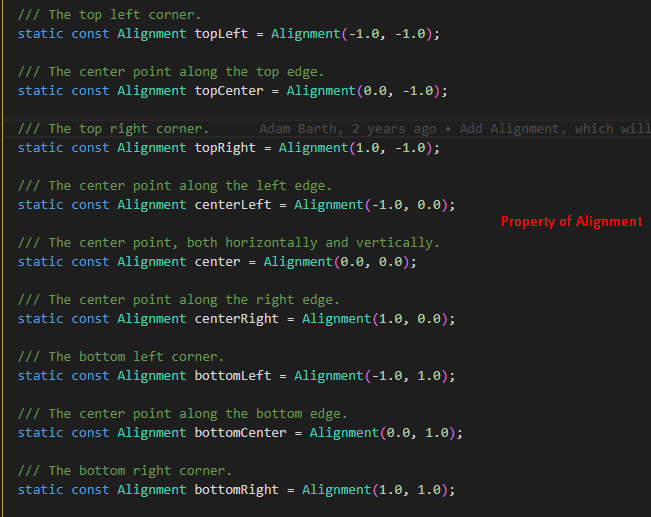 /// The top left corner.
static const Alignment topLeft = Alignment(-1.0, -1.0);
/// The center point along the top edge.
static const Alignment topCenter = Alignment(0.0, -1.0);
/// The top right corner. Adam Barth, 2 years ago • Add Alignment, which will
static const Alignment topRight = Alignment(1.0, -1.0);
/// The center point along the left edge.
static const Alignment centerLeft = Alignment(-1.0, 0.0);
Property of Alignment
/// The center point, both horizontally and vertically.
static const Alignment center = Alignment(0.0, 0.0);
/// The center point along the right edge.
static const Alignment centerRight = Alignment(1.0, 0.0);
/// The bottom left corner.
static const Alignment bottomLeft = Alignment(-1.0, 1.0);
/// The center point along the bottom edge.
static const Alignment bottomCenter = Alignment(0.0, 1.0);
/// The bottom right corner.
static const Alignment bottomRight = Alignment(1.0, 1.0);